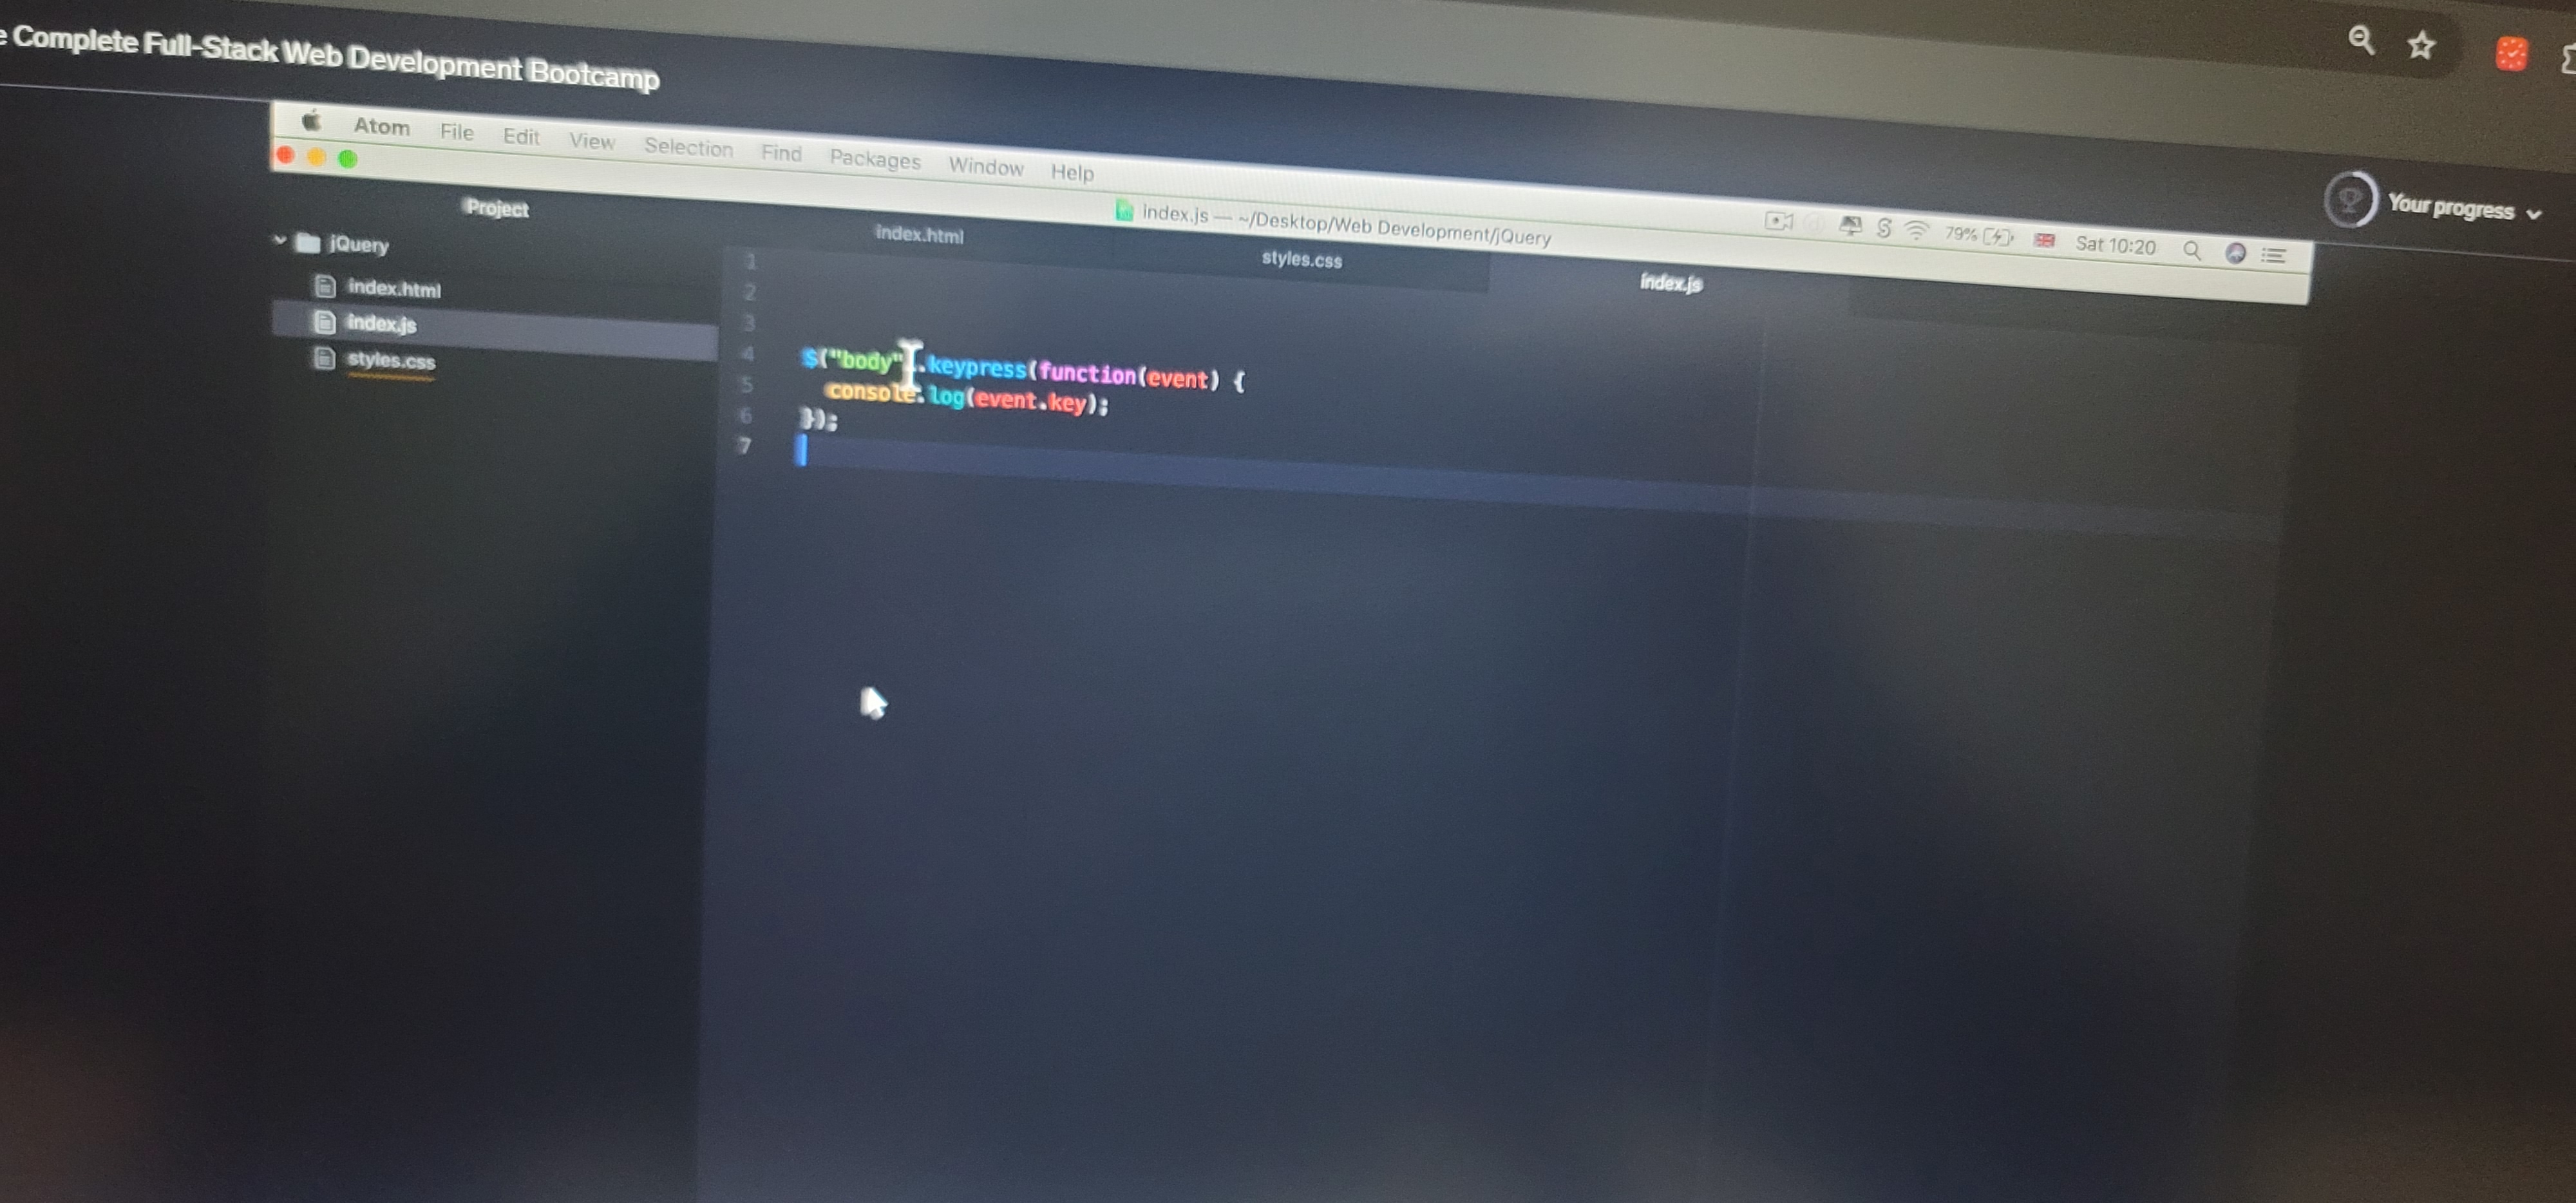 Complete Full-Stack Web Development Bootcamp
Your progress
Atom File Edit View Selection Find Packages Window Help
79% Sat 10:20
index.js — ~/Desktop/Web Development/jQuery
Project
index.html styles.css index.js
jQuery
index.html
index.js
styles.css
1
2
3
4 $("body").keypress(function(event) {
5 console.log(event.key);
6 });
7